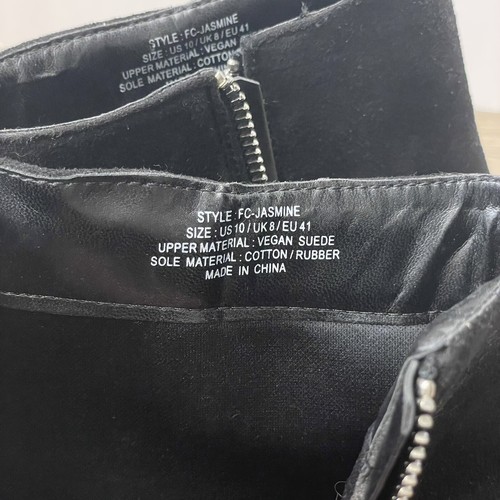 STYLE : FC-JASMINE
SIZE : US 10 / UK 8 / EU 41
UPPER MATERIAL : VEGAN
SOLE MATERIAL : COTTON
STYLE : FC-JASMINE
SIZE : US 10 / UK 8 / EU 41
UPPER MATERIAL : VEGAN SUEDE
SOLE MATERIAL : COTTON / RUBBER
MADE IN CHINA